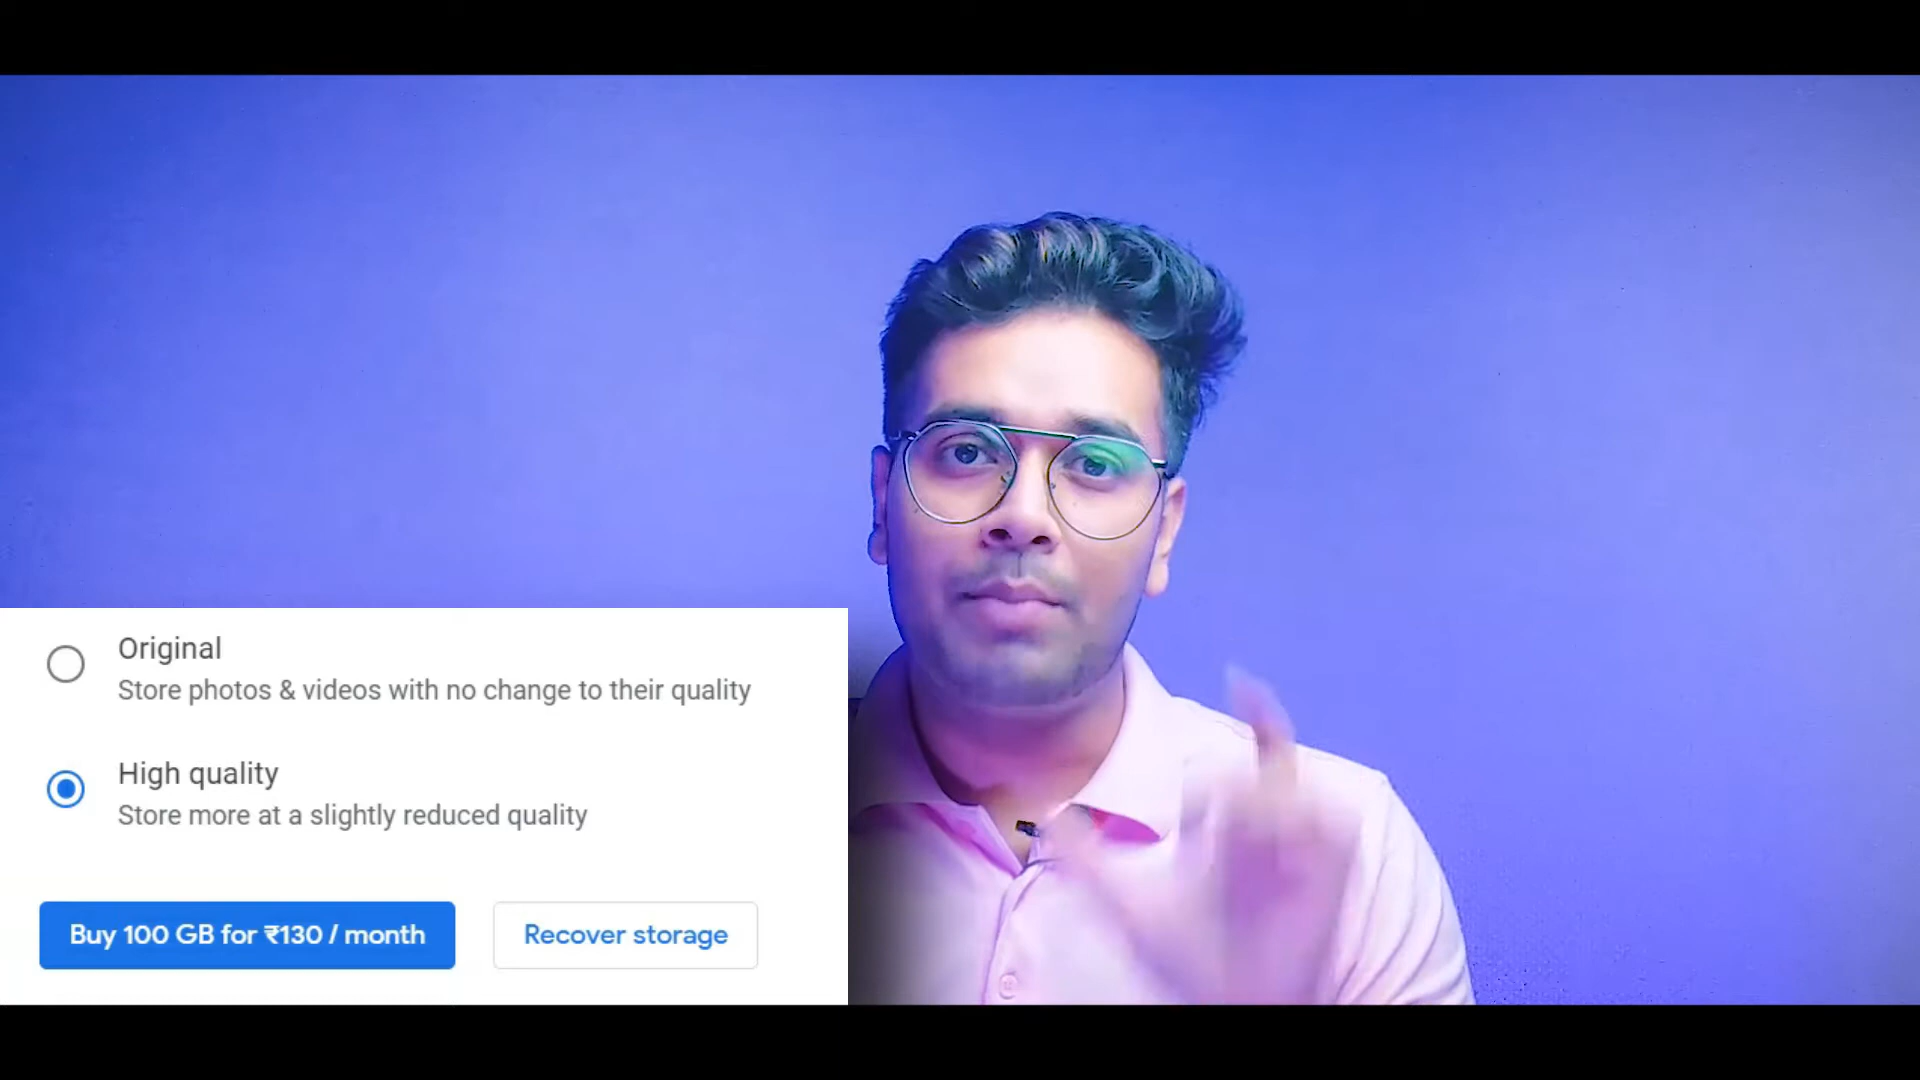 Original
Store photos & videos with no change to their quality
High quality
Store more at a slightly reduced quality
Buy 100 GB for ₹130 / month
Recover storage